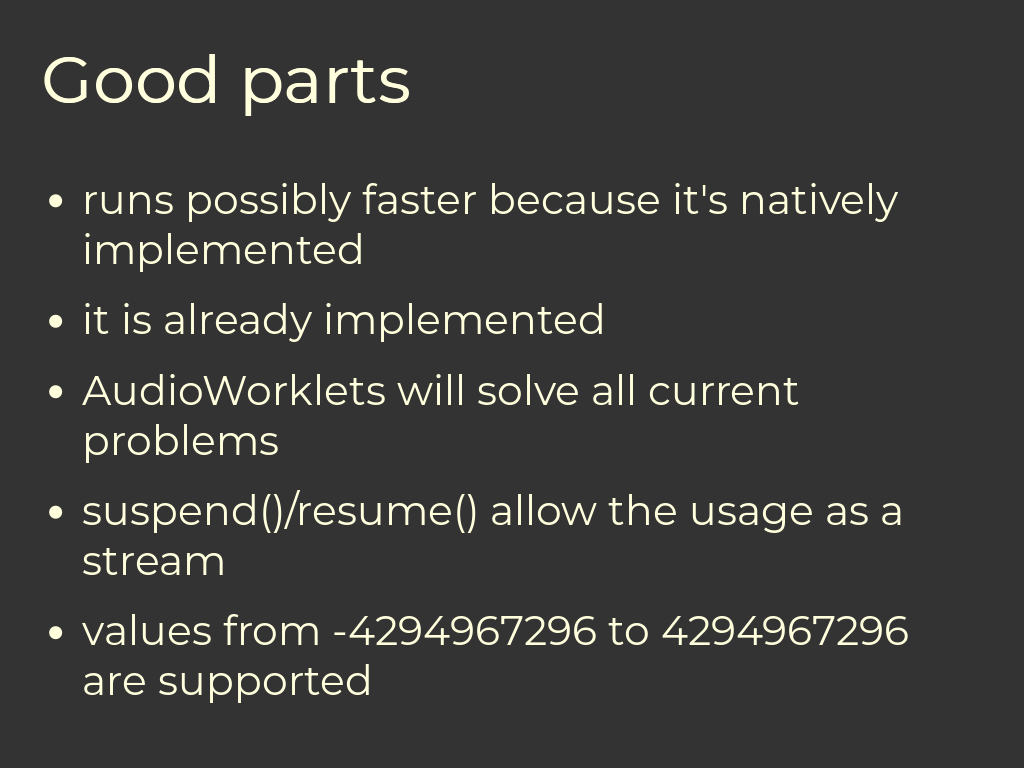 Good parts
• runs possibly faster because it's natively
implemented
• it is already implemented
• AudioWorklets will solve all current
problems
• suspend()/resume() allow the usage as a
stream
• values from -4294967296 to 4294967296
are supported